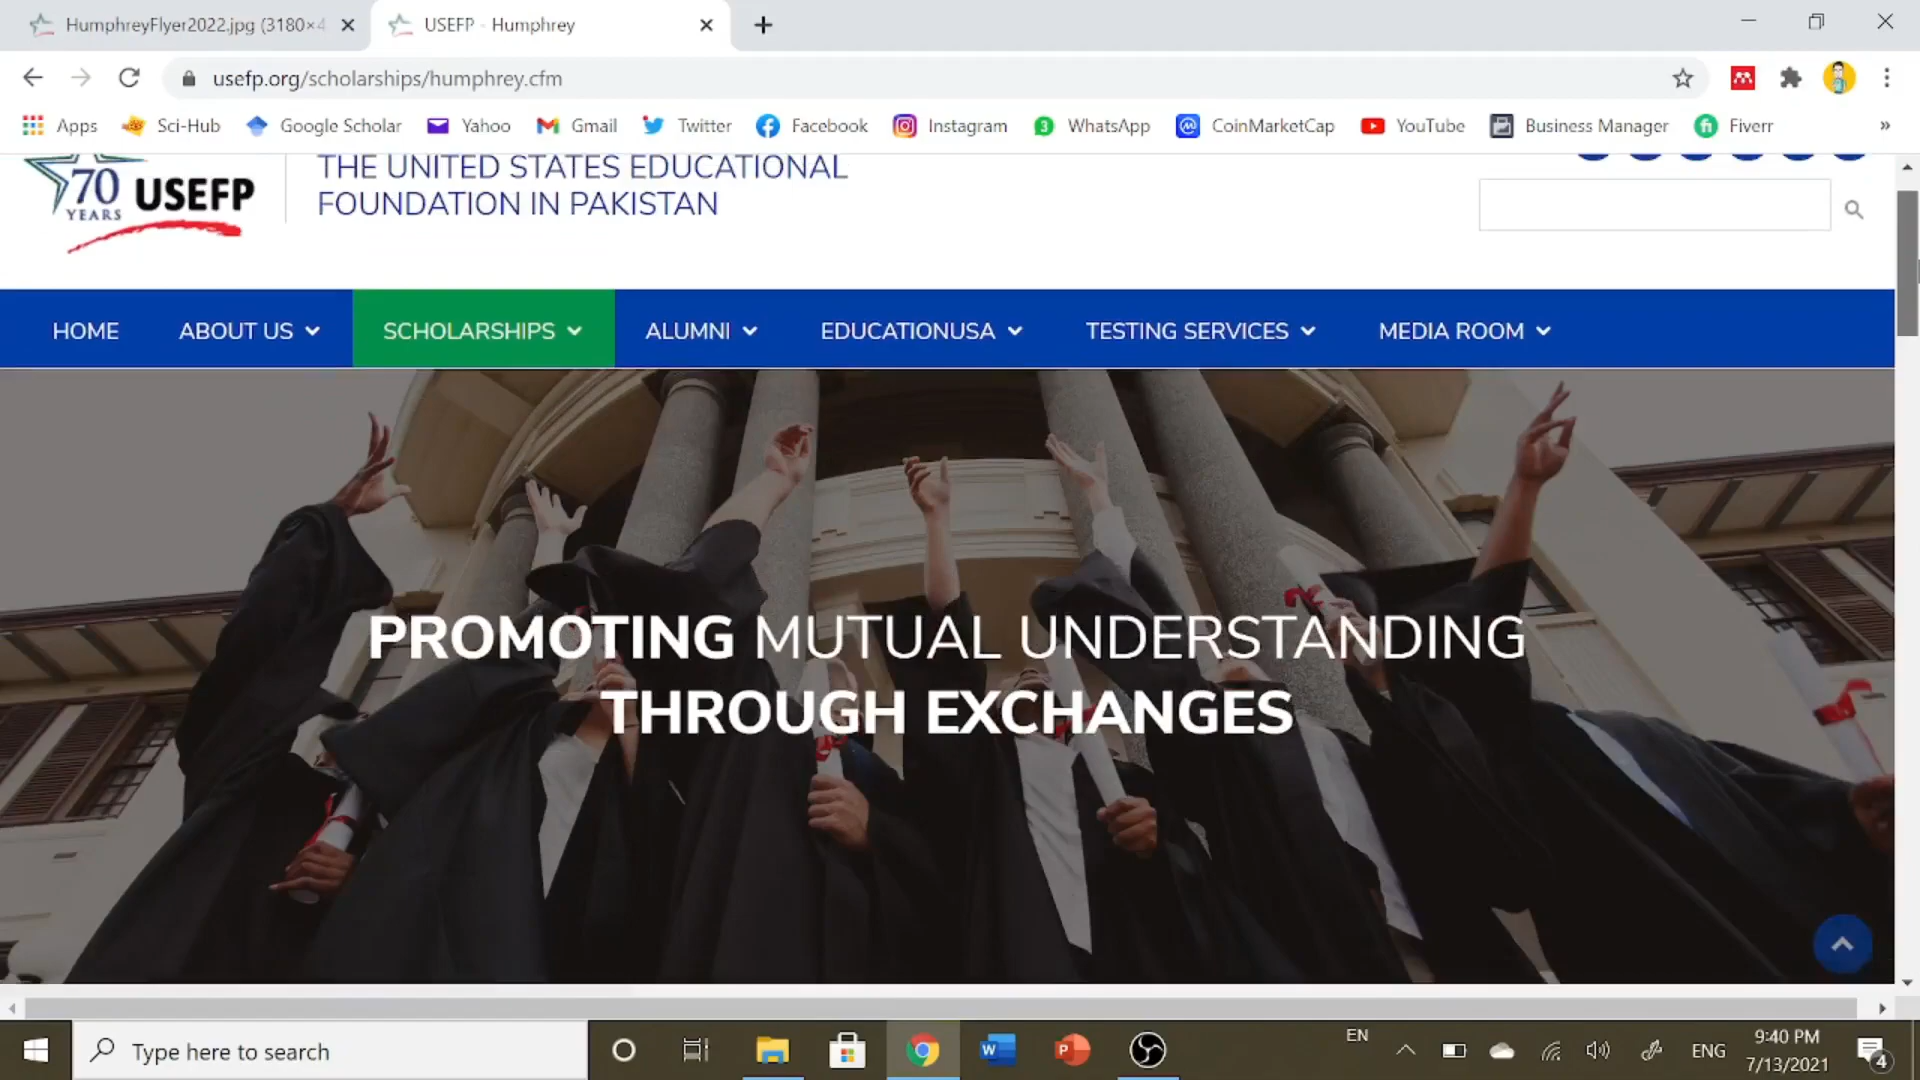 HumphreyFlyer2022.jpg (3180×4
USEFP - Humphrey
usefp.org/scholarships/humphrey.cfm
Apps Sci-Hub Google Scholar Yahoo Gmail Twitter Facebook Instagram 3 WhatsApp CoinMarketCap YouTube Business Manager fi Fiverr »
70 YEARS USEFP
THE UNITED STATES EDUCATIONAL
FOUNDATION IN PAKISTAN
HOME ABOUT US SCHOLARSHIPS ALUMNI EDUCATIONUSA TESTING SERVICES MEDIA ROOM
PROMOTING MUTUAL UNDERSTANDING
THROUGH EXCHANGES
Type here to search
EN
ENG
9:40 PM
7/13/2021
4